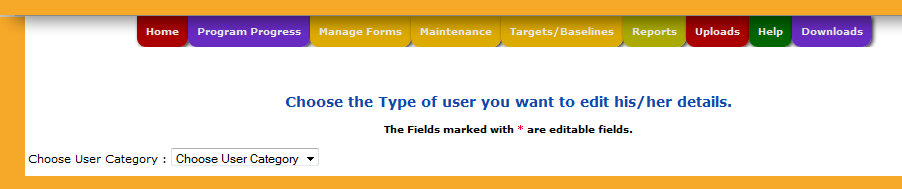 Home Program Progress Manage Forms Maintenance Targets/Baselines Reports Uploads Help Downloads
Choose the Type of user you want to edit his/her details.
The Fields marked with * are editable fields.
Choose User Category : Choose User Category